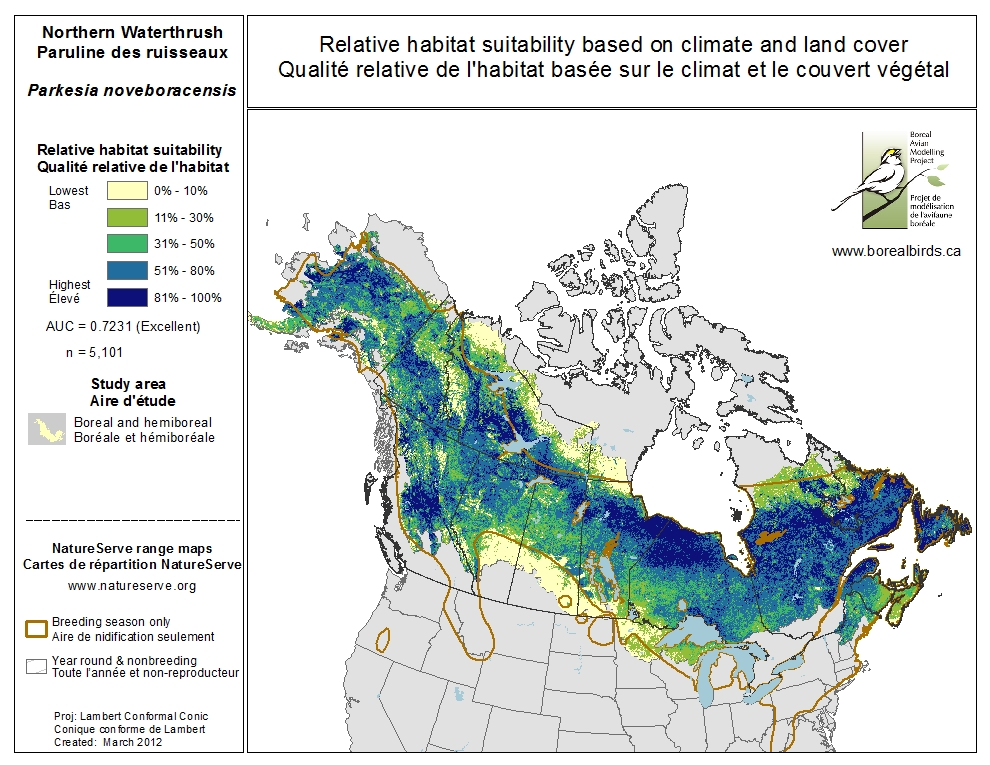 Northern Waterthrush
Paruline des ruisseaux
Parkesia noveboracensis
Relative habitat suitability
Qualité relative de l'habitat
Lowest
Bas
0% - 10%
11% - 30%
31% - 50%
51% - 80%
Highest
Élevé
81% - 100%
AUC = 0.7231 (Excellent)
n = 5,101
Study area
Aire d'étude
Boreal and hemiboreal
Boréale et hémiboréale
NatureServe range maps
Cartes de répartition NatureServe
www.natureserve.org
Breeding season only
Aire de nidification seulement
Year round & nonbreeding
Toute l'année et non-reproducteur
Proj: Lambert Conformal Conic
Conique conforme de Lambert
Created: March 2012
Relative habitat suitability based on climate and land cover
Qualité relative de l'habitat basée sur le climat et le couvert végétal
Boreal
Avian
Modelling
Project
Projet de
modélisation
de l'avifaune
boréale
www.borealbirds.ca